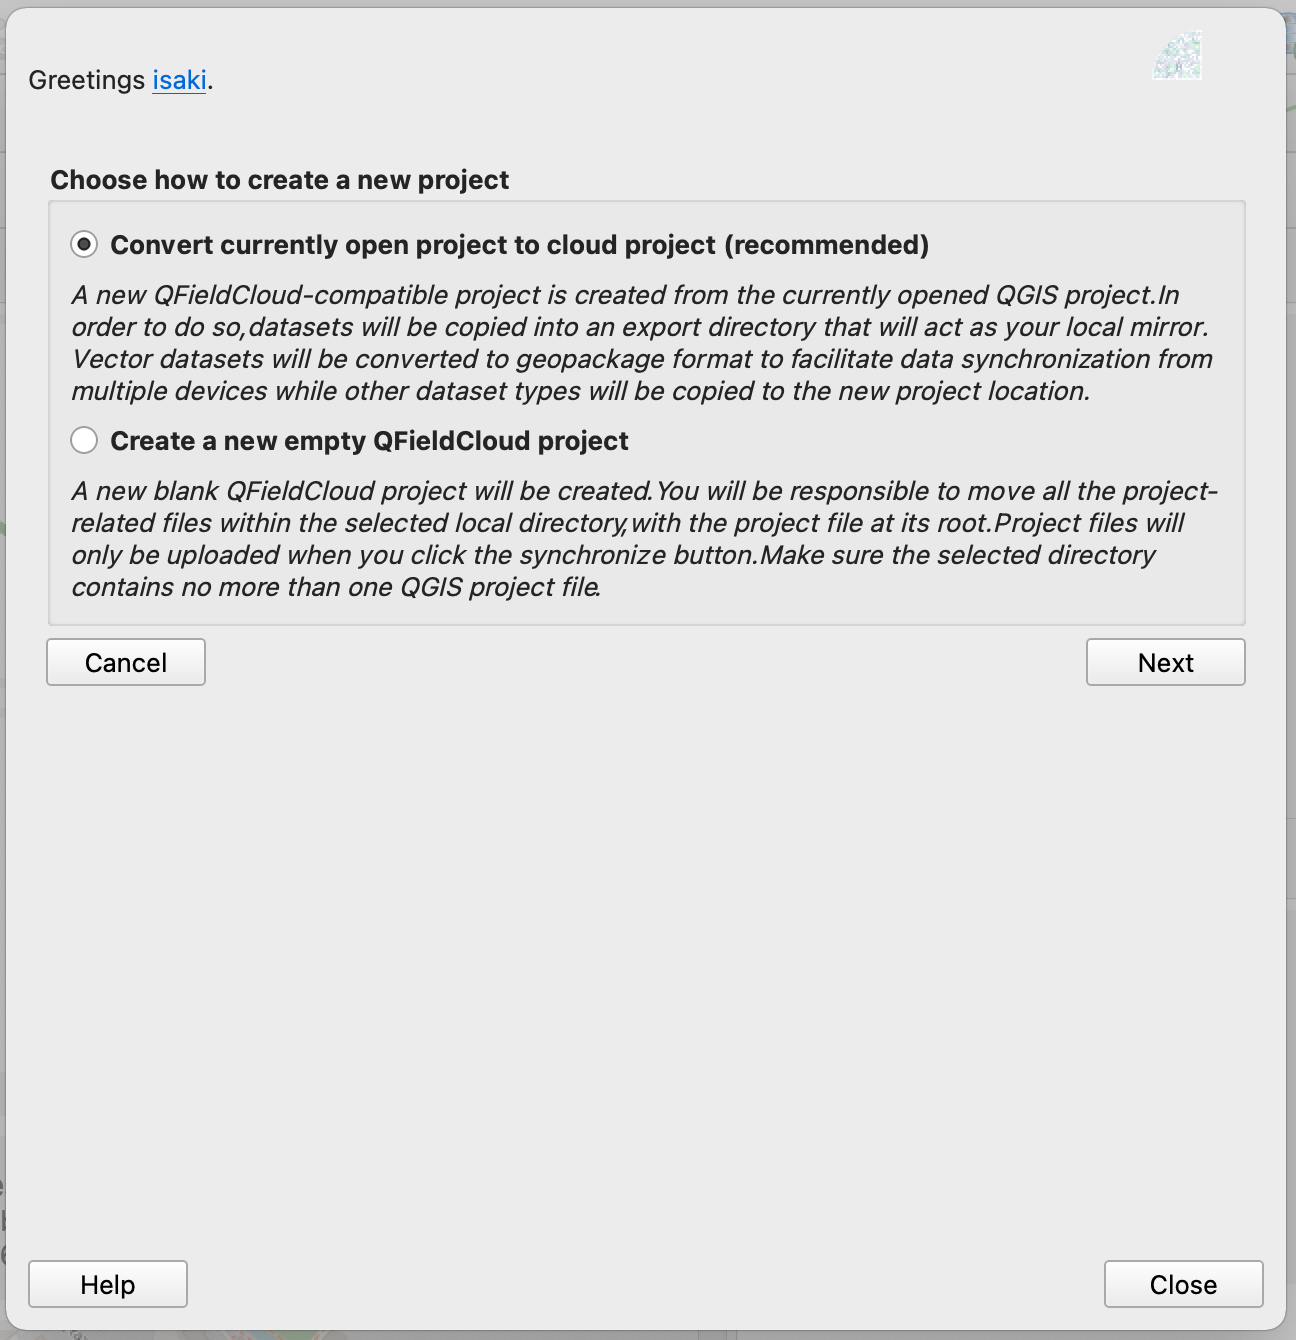 Greetings isaki.
Choose how to create a new project
Convert currently open project to cloud project (recommended)
A new QFieldCloud-compatible project is created from the currently opened QGIS project.In
order to do so,datasets will be copied into an export directory that will act as your local mirror.
Vector datasets will be converted to geopackage format to facilitate data synchronization from
multiple devices while other dataset types will be copied to the new project location.
Create a new empty QFieldCloud project
A new blank QFieldCloud project will be created.You will be responsible to move all the project-
related files within the selected local directory,with the project file at its root.Project files will
only be uploaded when you click the synchronize button.Make sure the selected directory
contains no more than one QGIS project file.
Cancel
Next
Help
Close